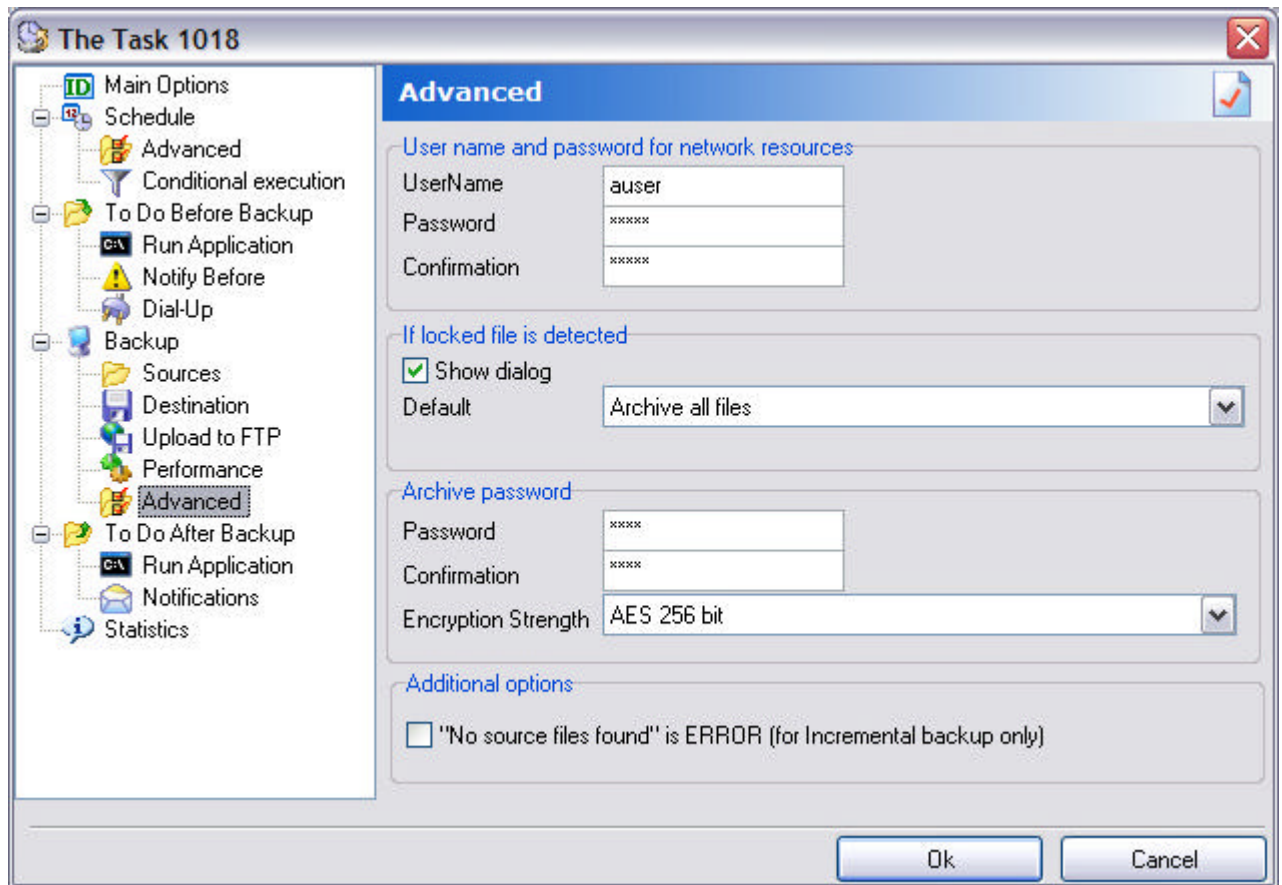 The Task 1018
ID Main Options
12 Schedule
Advanced
Conditional execution
To Do Before Backup
C:\ Run Application
Notify Before
Dial-Up
Backup
Sources
Destination
Upload to FTP
Performance
Advanced
To Do After Backup
C:\ Run Application
Notifications
Statistics
Advanced
User name and password for network resources
UserName auser
Password *****
Confirmation *****
If locked file is detected
Show dialog
Default Archive all files
Archive password
Password ****
Confirmation ****
Encryption Strength AES 256 bit
Additional options
"No source files found" is ERROR (for Incremental backup only)
Ok Cancel